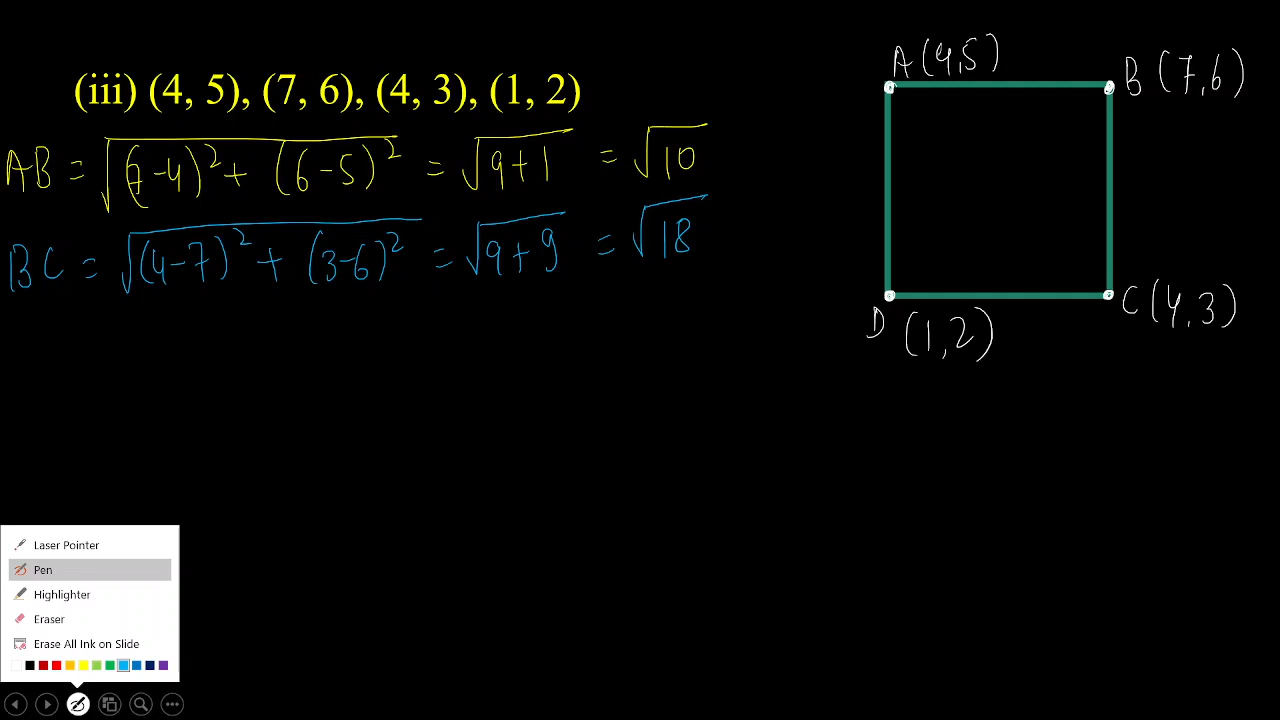 (iii) (4, 5), (7, 6), (4, 3), (1, 2)
AB = √(7-4)² + (6-5)² = √9+1 = √10
BC = √(4-7)² + (3-6)² = √9+9 = √18
A (4,5)
B (7,6)
D (1,2)
C (4,3)
Laser Pointer
Pen
Highlighter
Eraser
Erase All Ink on Slide